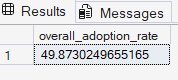 Results Messages
overall_adoption_rate
1 49.8730249655165